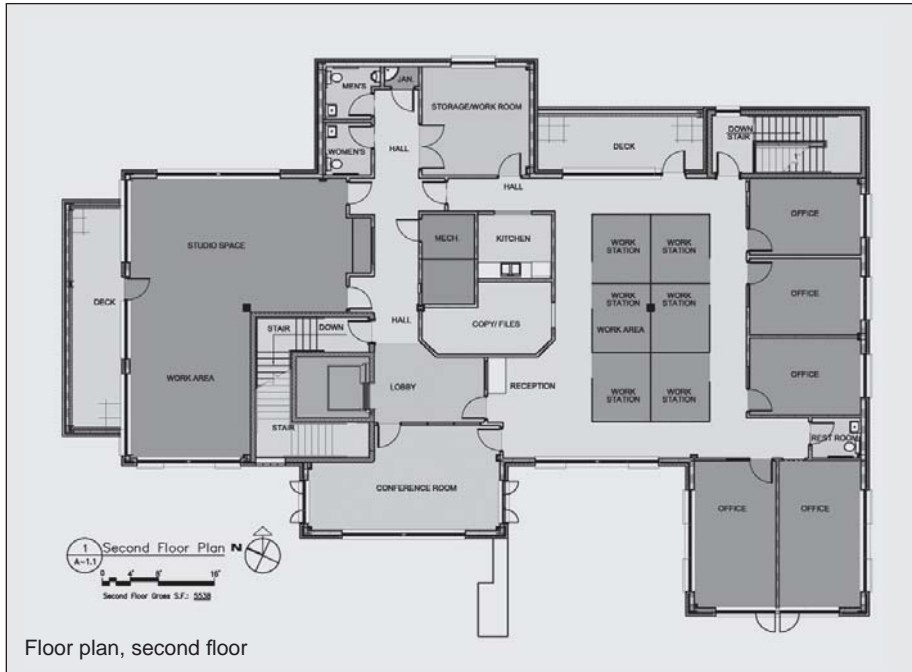 MEN'S
JAN.
STORAGE/WORK ROOM
WOMEN'S
HALL
DECK
DOWN
STAIR
HALL
OFFICE
STUDIO SPACE
MECH.
KITCHEN
WORK
STATION
WORK
STATION
DECK
OFFICE
WORK
STATION
WORK
STATION
HALL
COPY/ FILES
STAIR
DOWN
WORK AREA
WORK AREA
LOBBY
RECEPTION
WORK
STATION
WORK
STATION
OFFICE
STAIR
REST ROOM
CONFERENCE ROOM
OFFICE
OFFICE
1
A-1.1
Second Floor Plan N
0 4' 8' 16'
Second Floor Gross S.F.: 5538
Floor plan, second floor